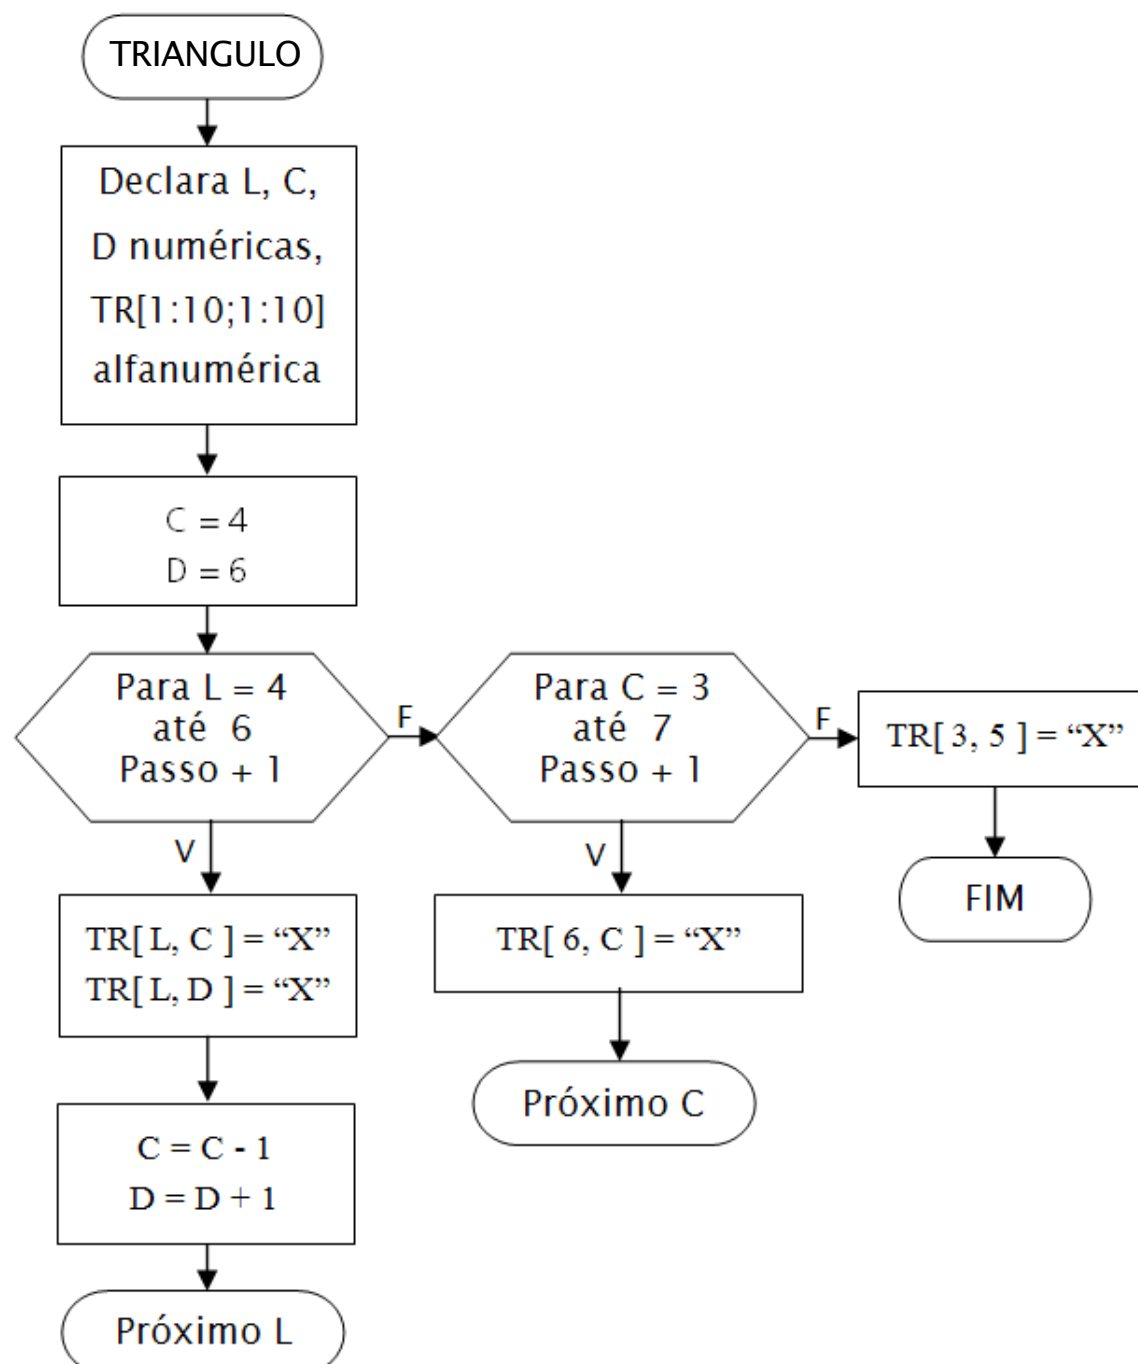 TRIANGULO
Declara L, C,
D numéricas,
TR[1:10;1:10]
alfanumérica
C = 4
D = 6
Para L = 4
até 6
Passo + 1
F
V
TR[ L, C ] = “X”
TR[ L, D ] = “X”
C = C - 1
D = D + 1
Próximo L
Para C = 3
até 7
Passo + 1
F
V
TR[ 6, C ] = “X”
Próximo C
TR[ 3, 5 ] = “X”
FIM